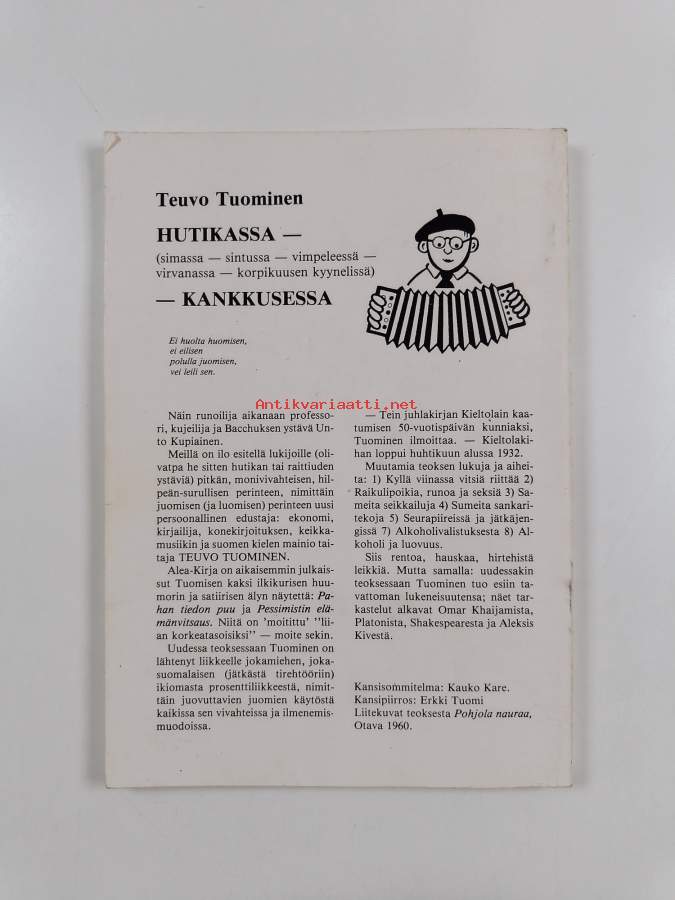 Teuvo Tuominen
HUTIKASSA —
(simassa — sintussa — vimpeleessä —
virvanassa — korpikuusen kyynelissä)
— KANKKUSESSA
Ei huolta huomisen,
ei eilisen
polulla juomisen,
vei leili sen.
Antikvariaatti.net
Näin runoilija aikanaan professo-
ri, kujeilija ja Bacchuksen ystävä Un-
to Kupiainen.
Meillä on ilo esitellä lukijoille (oli-
vatpa he sitten hutikan tai raittiuden
ystäviä) pitkän, monivivahteisen, hil-
peän-surullisen perinteen, nimittäin
juomisen (ja luomisen) perinteen uusi
persoonallinen edustaja: ekonomi,
kirjailija, konekirjoituksen, keikka-
musiikin ja suomen kielen mainio tai-
taja TEUVO TUOMINEN.
Alea-Kirja on aikaisemmin julkais-
sut Tuomisen kaksi ilkikurisen huu-
morin ja satiirisen älyn näytettä: Pa-
han tiedon puu ja Pessimistin elä-
mänvitsaus. Niitä on 'moitittu' ''lii-
an korkeatasoisiksi'' — moite sekin.
Uudessa teoksessaan Tuominen on
lähtenyt liikkeelle jokamiehen, joka-
suomalaisen (jätkästä tirehtööriin)
ikiomasta prosenttiliikkeestä, nimit-
täin juovuttavien juomien käytöstä
kaikissa sen vivahteissa ja ilmenemis-
muodoissa.
— Tein juhlakirjan Kieltolain kaa-
tumisen 50-vuotispäivän kunniaksi,
Tuominen ilmoittaa. — Kieltolaki-
han loppui huhtikuun alussa 1932.
Muutamia teoksen lukuja ja aihei-
ta: 1) Kyllä viinassa vitsiä riittää 2)
Raikulipoikia, runoa ja seksiä 3) Sa-
meita seikkailuja 4) Sumeita sankari-
tekoja 5) Seurapiireissä ja jätkäjen-
gissä 7) Alkoholivalistuksesta 8) Al-
koholi ja luovuus.
Siis rentoa, hauskaa, hirtehistä
leikkiä. Mutta samalla: uudessakin
teoksessaan Tuominen tuo esiin ta-
vattoman lukeneisuutensa; näet tar-
kastelut alkavat Omar Khaijamista,
Platonista, Shakespearesta ja Aleksis
Kivestä.
Kansisommitelma: Kauko Kare.
Kansipiirros: Erkki Tuomi
Liitekuvat teoksesta Pohjola nauraa,
Otava 1960.